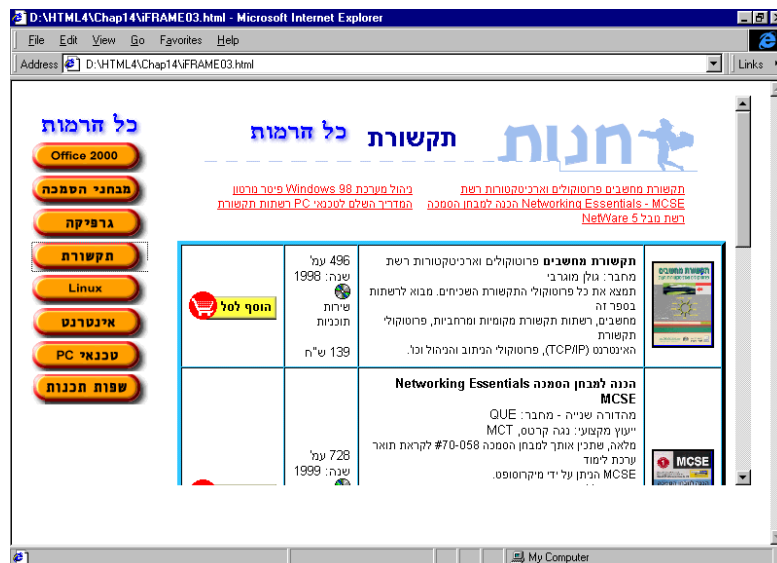 D:\HTML4\Chap14\iFRAME03.html - Microsoft Internet Explorer
File Edit View Go Favorites Help
Address D:\HTML4\Chap14\iFRAME03.html Links
חנות
תקשורת
כל הרמות
תקשורת מחשבים פרוטוקולים וארכיטקטורות רשת
ניהול מערכת Windows 98 פיטר מרטון
Networking Essentials - MCSE הכנה למבחן הסמכה
המדריך השלם לטכנאי PC רשתות תקשורת
רשת נובל NetWare 5
כל הרמות
Office 2000
מבחני הסמכה
גרפיקה
תקשורת
Linux
אינטרנט
טכנאי PC
שפות תכנות
תקשורת מחשבים פרוטוקולים וארכיטקטורות רשת
מחבר: גולן מוגרבי
תמצא את כל פרוטוקולי התקשורת השכיחים. מבוא לרשתות
בספר זה
מחשבים, רשתות תקשורת מקומיות ומרחביות, פרוטוקולי
תקשורת
האינטרנט (TCP/IP), פרוטוקולי הניתוב והניהול וכו'.
496 עמ'
שנה: 1998
שירות
תוכניות
139 ש"ח
הוסף לסל
הכנה למבחן הסמכה Networking Essentials
MCSE
מהדורה שנייה - מחבר: QUE
ייעוץ מקצועי: נגה קרטס, MCT
מלאה, שתכין אותך למבחן הסמכה #70-058 לקראת תואר
ערכת לימוד
MCSE הניתן על ידי מיקרוסופט.
728 עמ'
שנה: 1999
MCSE
My Computer